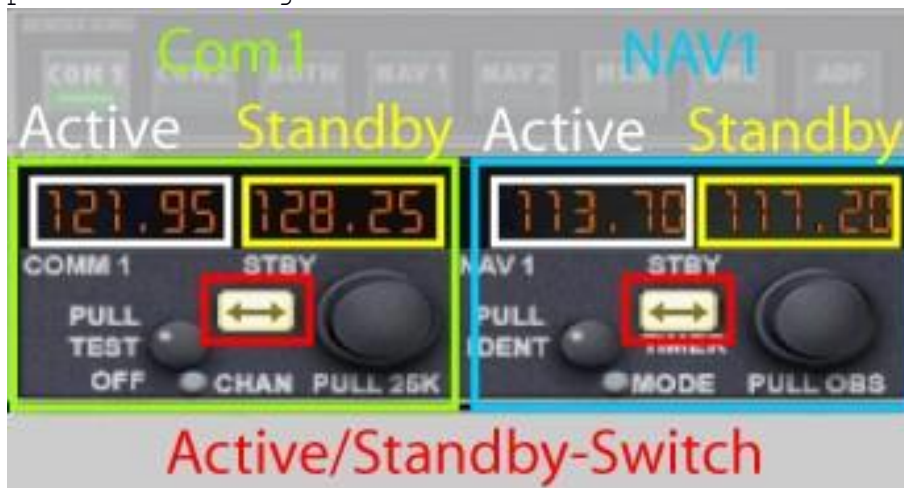 Com1 NAV1
COM 1 BOTH NAV 1 NAV 2 ADF
Active Standby Active Standby
121.95 128.25 113.70 117.20
COMM 1 STBY NAV 1 STBY
PULL TEST PULL IDENT
OFF CHAN PULL 25K MODE PULL OBS
Active/Standby-Switch